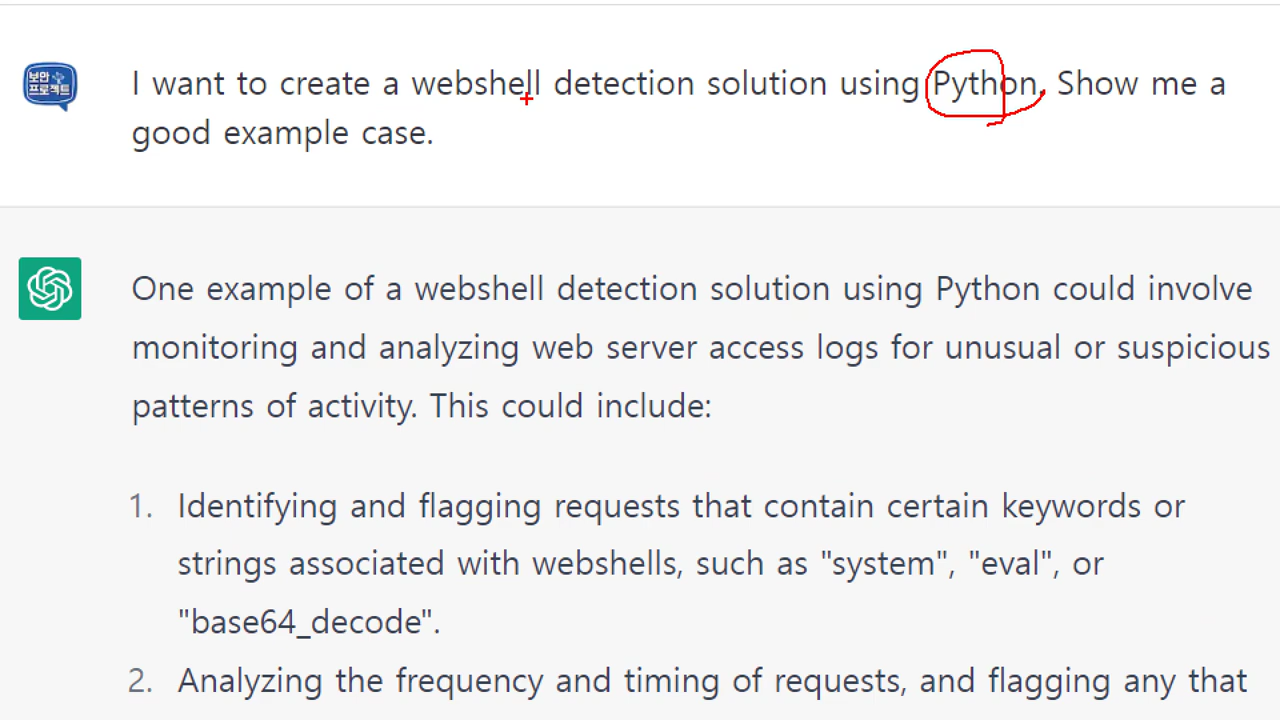 보안
프로젝트
I want to create a webshell detection solution using Python. Show me a
good example case.
One example of a webshell detection solution using Python could involve
monitoring and analyzing web server access logs for unusual or suspicious
patterns of activity. This could include:
1. Identifying and flagging requests that contain certain keywords or
strings associated with webshells, such as "system", "eval", or
"base64_decode".
2. Analyzing the frequency and timing of requests, and flagging any that